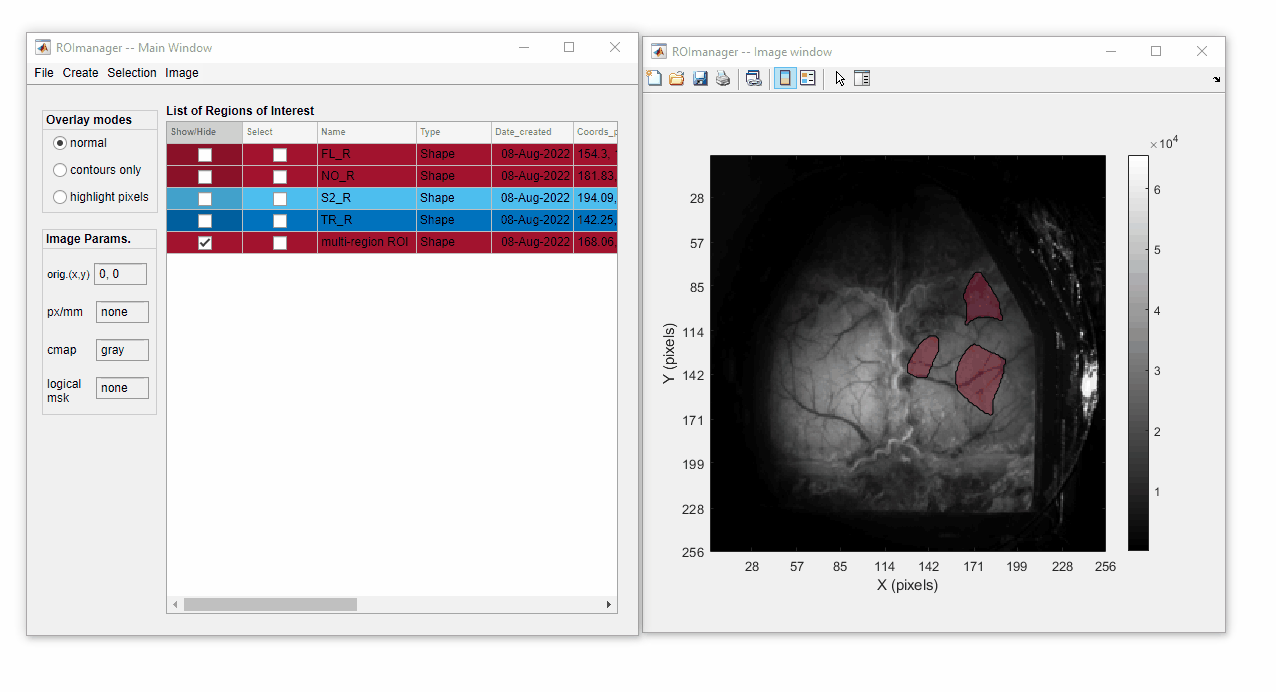 ROImanager -- Main Window
File Create Selection Image
Overlay modes
normal
contours only
highlight pixels
Image Params.
orig.(x,y) 0, 0
px/mm none
cmap gray
logical
msk none
List of Regions of Interest
Show/Hide Select Name Type Date_created Coords_p
FL_R Shape 08-Aug-2022 154.3,
NO_R Shape 08-Aug-2022 181.83,
S2_R Shape 08-Aug-2022 194.09,
TR_R Shape 08-Aug-2022 142.25,
multi-region ROI Shape 08-Aug-2022 168.06,
ROImanager -- Image window
×10^4
28
57
85
114
142
171
199
228
256
Y (pixels)
28 57 85 114 142 171 199 228 256
X (pixels)
6
5
4
3
2
1